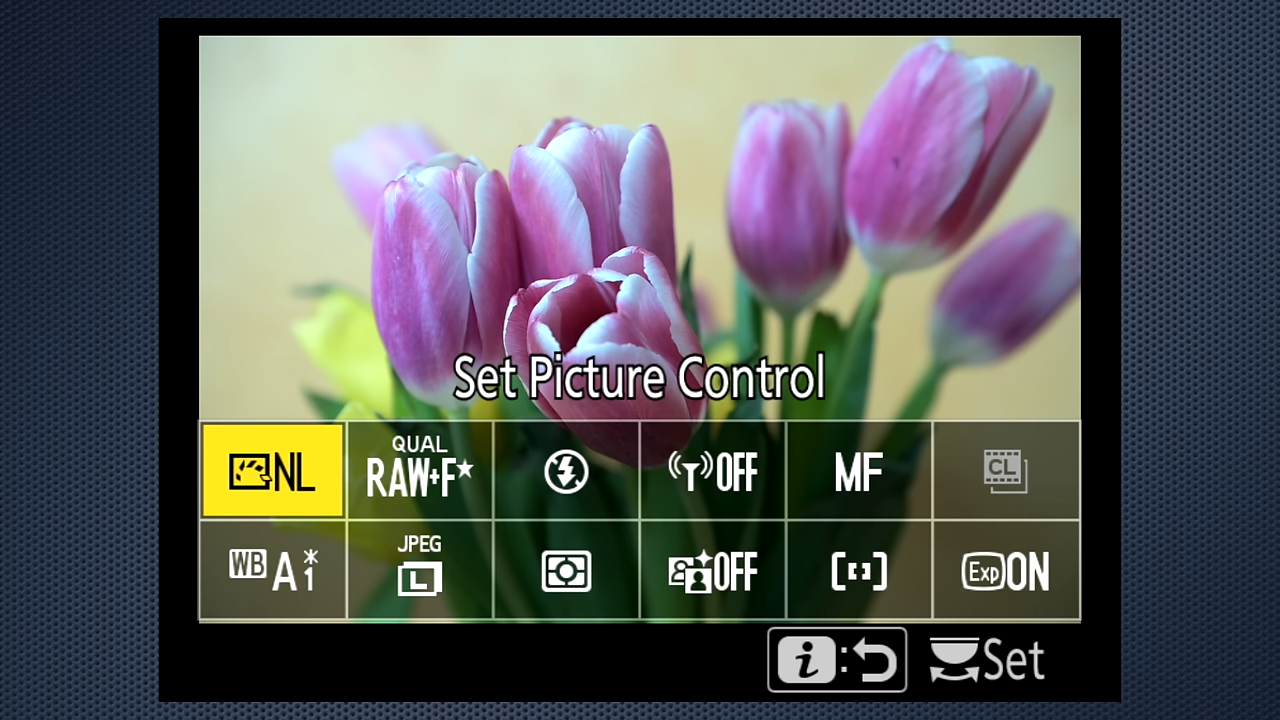 Set Picture Control
NL
QUAL
RAW+F★
OFF
MF
CL
WB A1
JPEG
L
OFF
Exp ON
i : Set